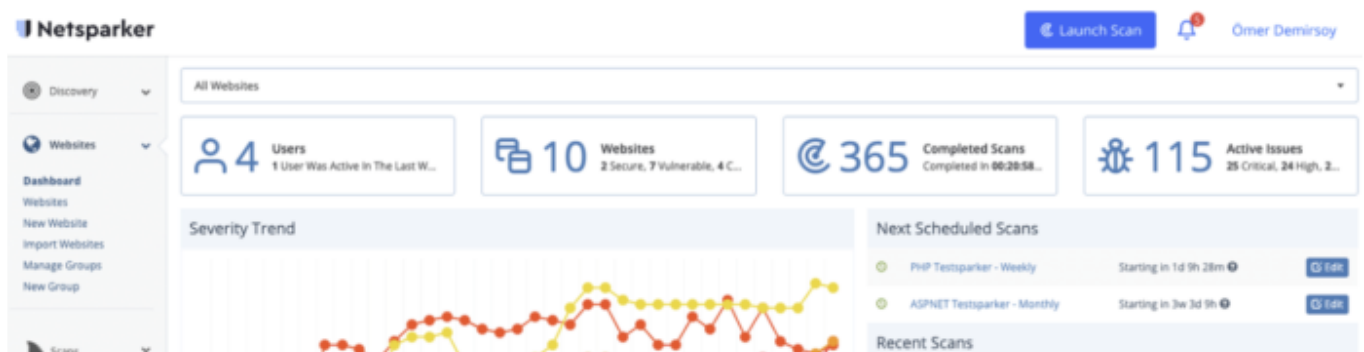 Netsparker
Launch Scan
5
Ömer Demirsoy
Discovery
All Websites
Websites
Dashboard
Websites
New Website
Import Websites
Manage Groups
New Group
Scans
4 Users
1 User Was Active In The Last W...
10 Websites
2 Secure, 7 Vulnerable, 4 C...
365 Completed Scans
Completed In 00:20:58...
115 Active Issues
25 Critical, 24 High, 2...
Severity Trend
Next Scheduled Scans
PHP Testsparker - Weekly Starting in 1d 9h 28m Edit
ASPNET Testsparker - Monthly Starting in 3w 3d 9h Edit
Recent Scans